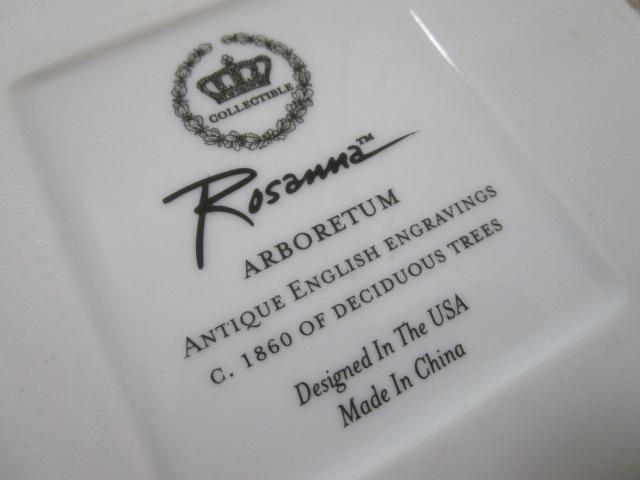 COLLECTIBLE
Rosanna™
ARBORETUM
ANTIQUE ENGLISH ENGRAVINGS
C. 1860 OF DECIDUOUS TREES
Designed In The USA
Made In China